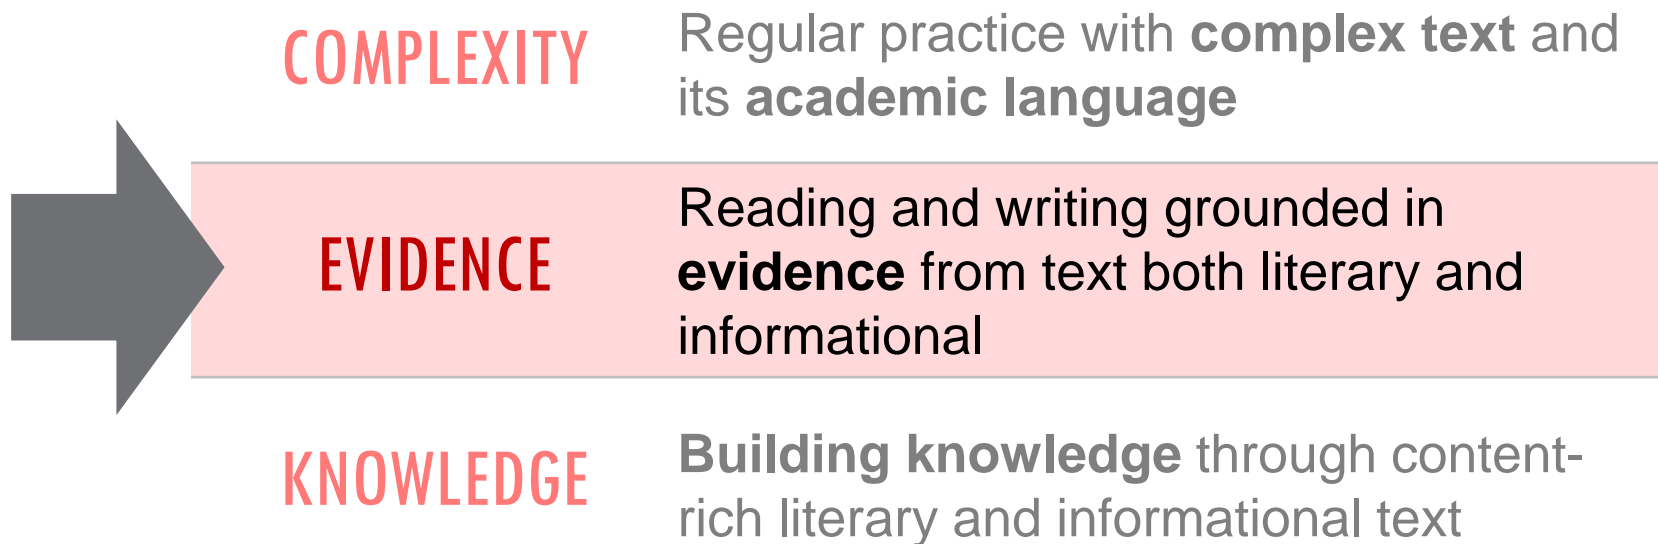 COMPLEXITY
Regular practice with complex text and
its academic language
EVIDENCE
Reading and writing grounded in
evidence from text both literary and
informational
KNOWLEDGE
Building knowledge through content-
rich literary and informational text